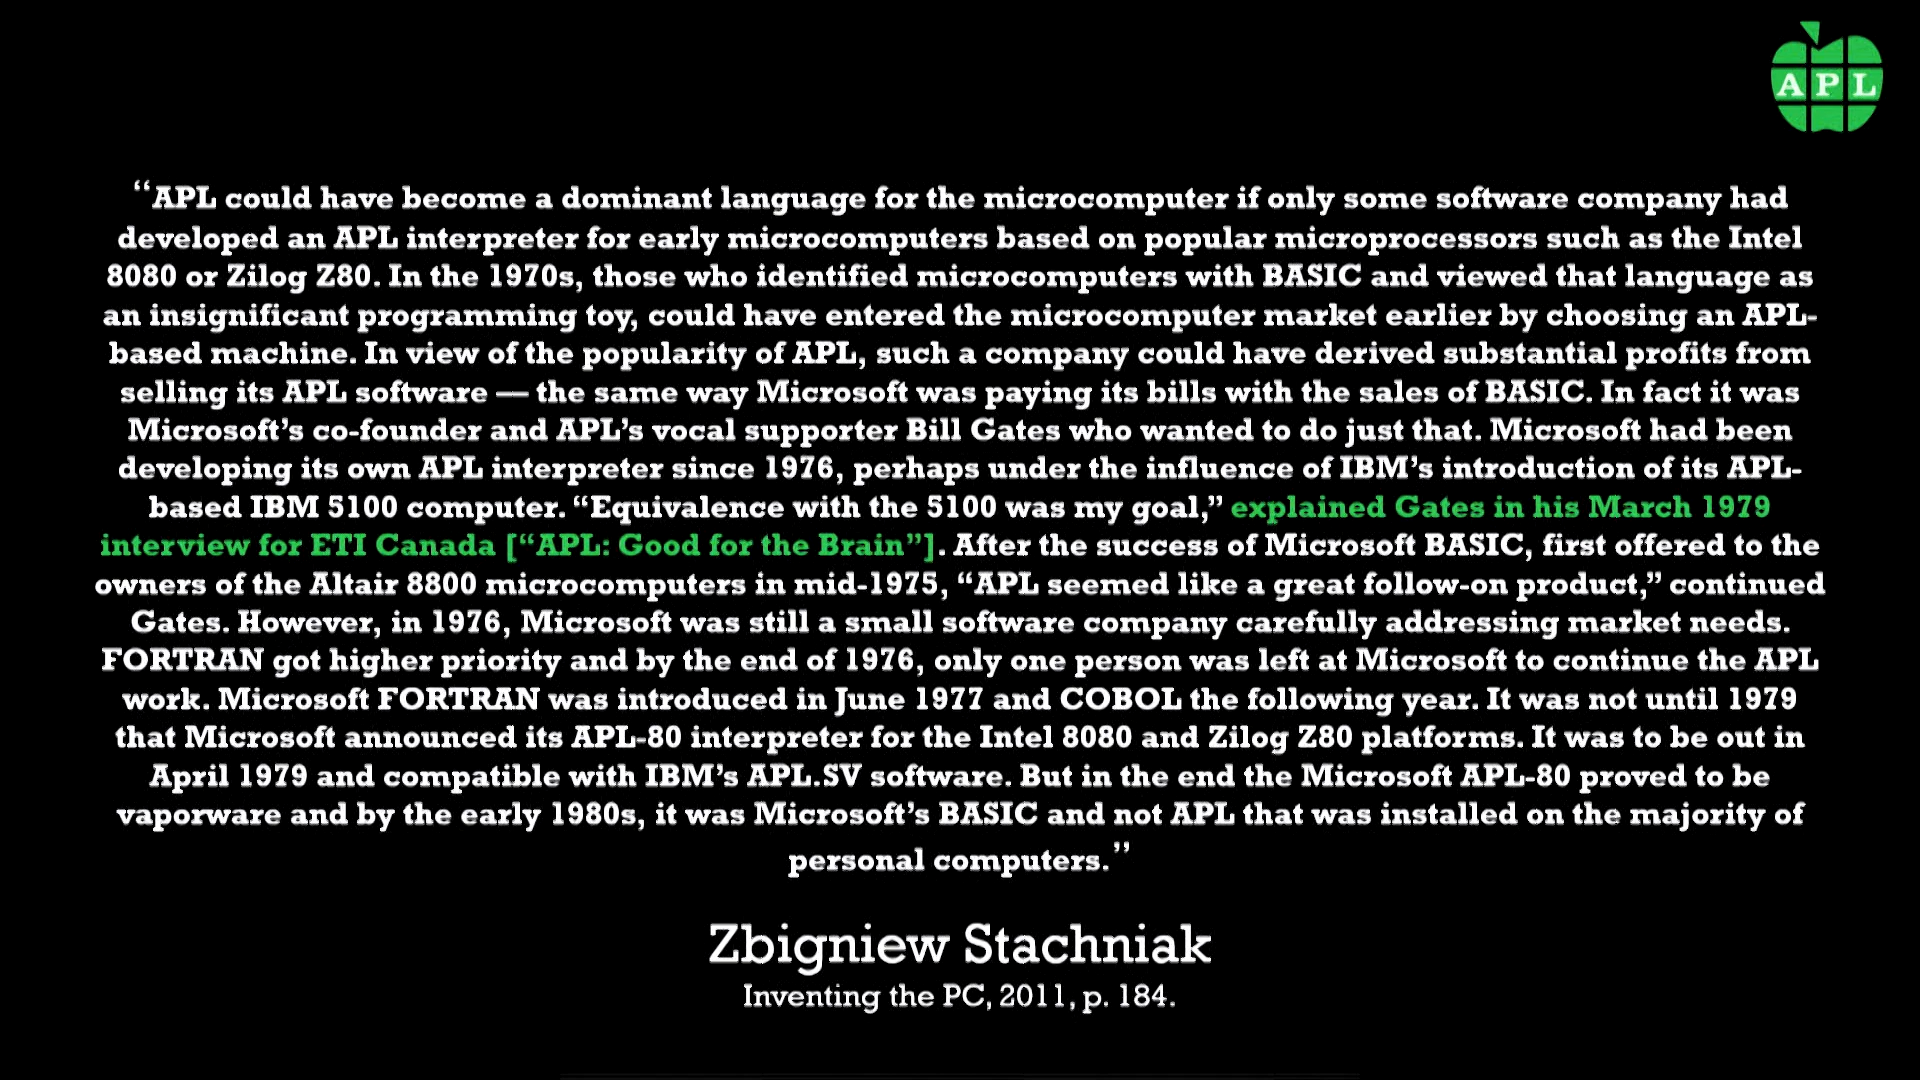 APL
“APL could have become a dominant language for the microcomputer if only some software company had
developed an APL interpreter for early microcomputers based on popular microprocessors such as the Intel
8080 or Zilog Z80. In the 1970s, those who identified microcomputers with BASIC and viewed that language as
an insignificant programming toy, could have entered the microcomputer market earlier by choosing an APL-
based machine. In view of the popularity of APL, such a company could have derived substantial profits from
selling its APL software — the same way Microsoft was paying its bills with the sales of BASIC. In fact it was
Microsoft’s co-founder and APL’s vocal supporter Bill Gates who wanted to do just that. Microsoft had been
developing its own APL interpreter since 1976, perhaps under the influence of IBM’s introduction of its APL-
based IBM 5100 computer. “Equivalence with the 5100 was my goal,” explained Gates in his March 1979
interview for ETI Canada [“APL: Good for the Brain”]. After the success of Microsoft BASIC, first offered to the
owners of the Altair 8800 microcomputers in mid-1975, “APL seemed like a great follow-on product,” continued
Gates. However, in 1976, Microsoft was still a small software company carefully addressing market needs.
FORTRAN got higher priority and by the end of 1976, only one person was left at Microsoft to continue the APL
work. Microsoft FORTRAN was introduced in June 1977 and COBOL the following year. It was not until 1979
that Microsoft announced its APL-80 interpreter for the Intel 8080 and Zilog Z80 platforms. It was to be out in
April 1979 and compatible with IBM’s APL.SV software. But in the end the Microsoft APL-80 proved to be
vaporware and by the early 1980s, it was Microsoft’s BASIC and not APL that was installed on the majority of
personal computers.”
Zbigniew Stachniak
Inventing the PC, 2011, p. 184.